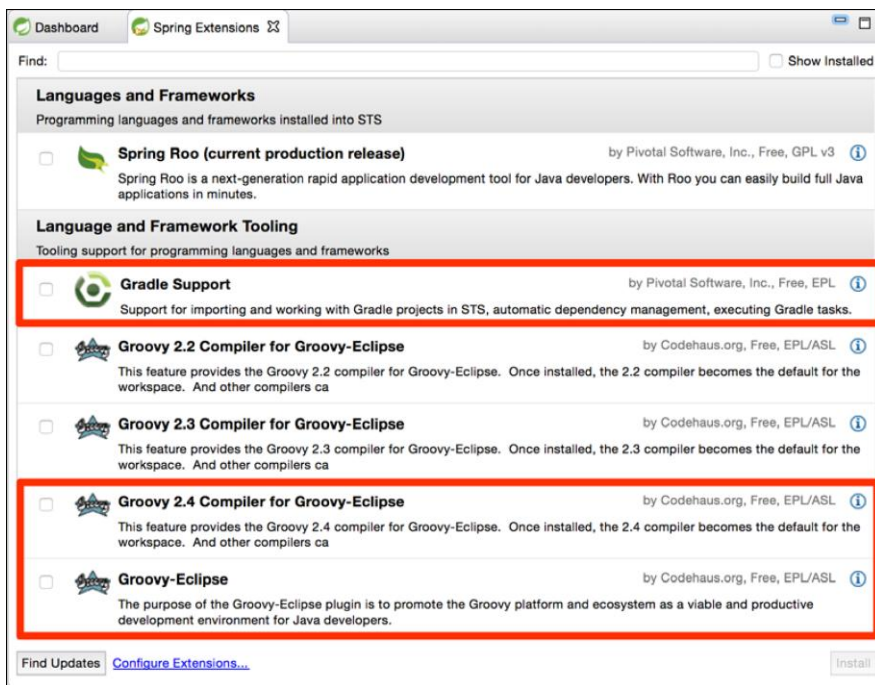 Dashboard
Spring Extensions
Find:
Show Installed
Languages and Frameworks
Programming languages and frameworks installed into STS
Spring Roo (current production release)
by Pivotal Software, Inc., Free, GPL v3
Spring Roo is a next-generation rapid application development tool for Java developers. With Roo you can easily build full Java
applications in minutes.
Language and Framework Tooling
Tooling support for programming languages and frameworks
Gradle Support
by Pivotal Software, Inc., Free, EPL
Support for importing and working with Gradle projects in STS, automatic dependency management, executing Gradle tasks.
Groovy 2.2 Compiler for Groovy-Eclipse
by Codehaus.org, Free, EPL/ASL
This feature provides the Groovy 2.2 compiler for Groovy-Eclipse. Once installed, the 2.2 compiler becomes the default for the
workspace. And other compilers ca
Groovy 2.3 Compiler for Groovy-Eclipse
by Codehaus.org, Free, EPL/ASL
This feature provides the Groovy 2.3 compiler for Groovy-Eclipse. Once installed, the 2.3 compiler becomes the default for the
workspace. And other compilers ca
Groovy 2.4 Compiler for Groovy-Eclipse
by Codehaus.org, Free, EPL/ASL
This feature provides the Groovy 2.4 compiler for Groovy-Eclipse. Once installed, the 2.4 compiler becomes the default for the
workspace. And other compilers ca
Groovy-Eclipse
by Codehaus.org, Free, EPL/ASL
The purpose of the Groovy-Eclipse plugin is to promote the Groovy platform and ecosystem as a viable and productive
development environment for Java developers.
Find Updates
Configure Extensions...
Install